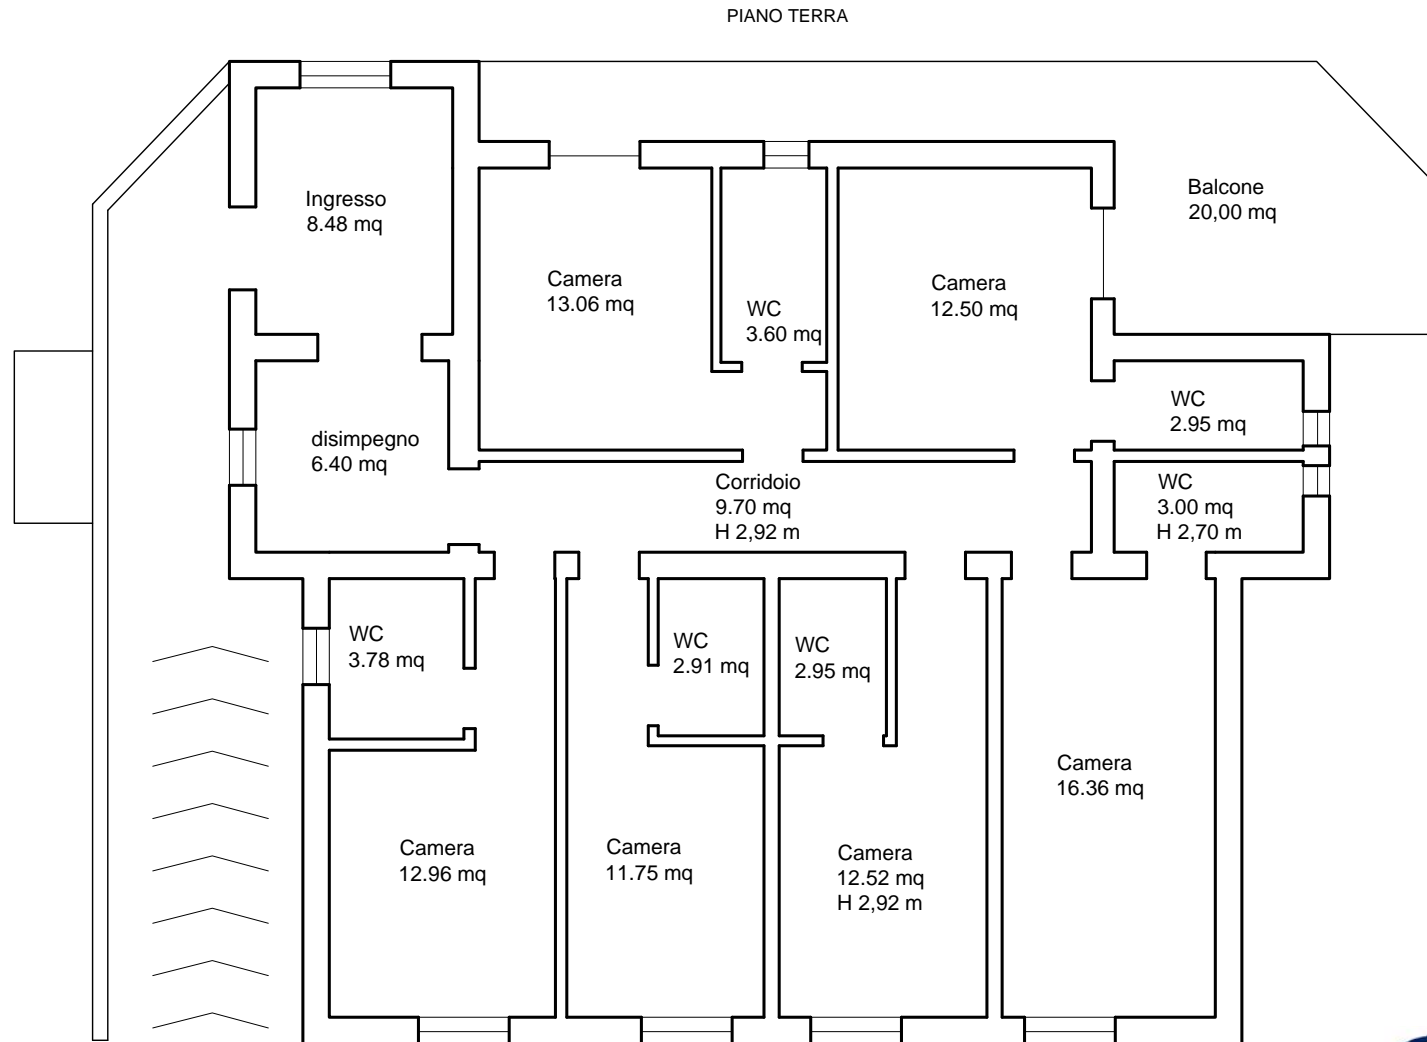 PIANO TERRA
Ingresso
8.48 mq
Balcone
20,00 mq
Camera
13.06 mq
WC
3.60 mq
Camera
12.50 mq
WC
2.95 mq
disimpegno
6.40 mq
Corridoio
9.70 mq
H 2,92 m
WC
3.00 mq
H 2,70 m
WC
3.78 mq
WC
2.91 mq
WC
2.95 mq
Camera
16.36 mq
Camera
12.96 mq
Camera
11.75 mq
Camera
12.52 mq
H 2,92 m